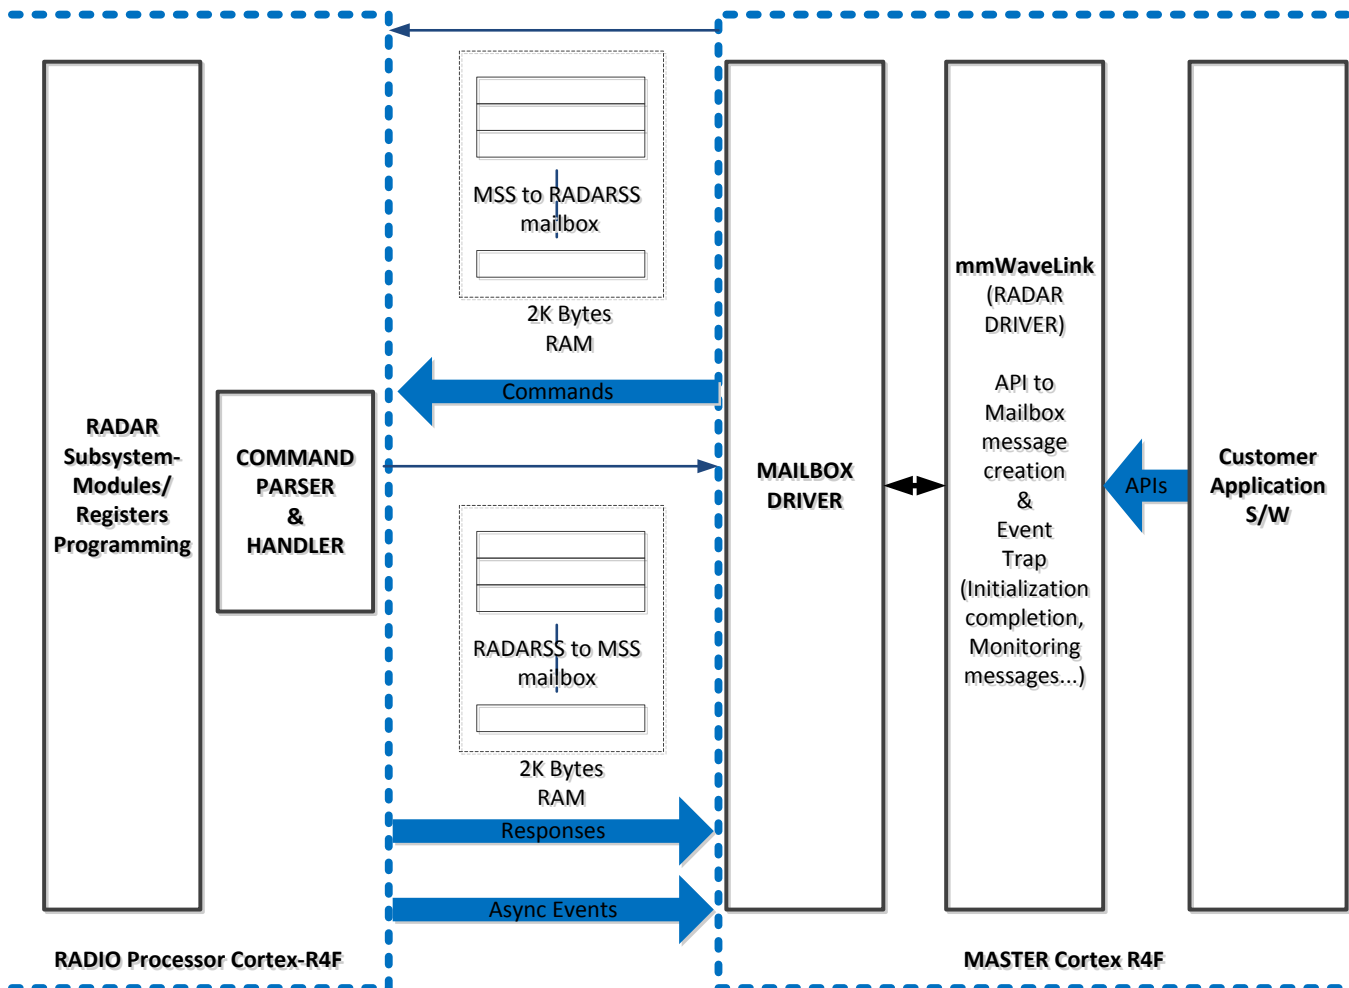 RADAR
Subsystem-
Modules/
Registers
Programming
COMMAND
PARSER
&
HANDLER
RADIO Processor Cortex-R4F
MSS to RADARSS
mailbox
2K Bytes
RAM
Commands
RADARSS to MSS
mailbox
2K Bytes
RAM
Responses
Async Events
MAILBOX
DRIVER
mmWaveLink
(RADAR
DRIVER)
API to
Mailbox
message
creation
&
Event
Trap
(Initialization
completion,
Monitoring
messages...)
APIs
Customer
Application
S/W
MASTER Cortex R4F